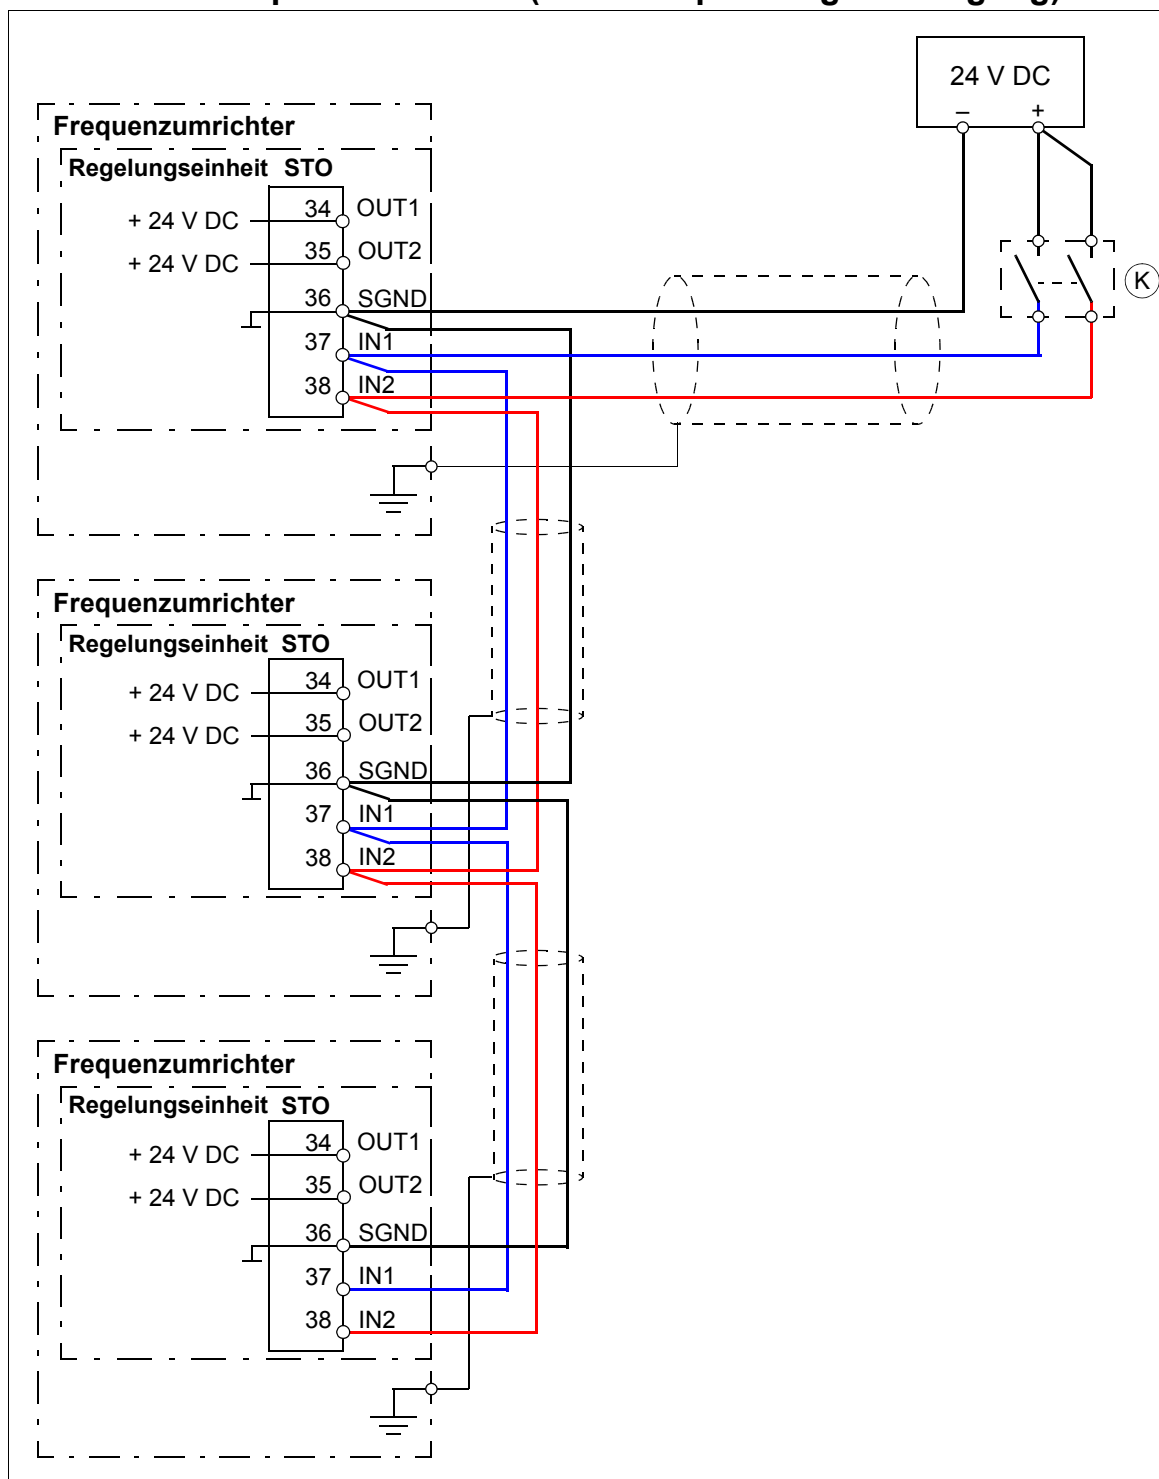 24 V DC
– +
Frequenzumrichter
Regelungseinheit STO
+ 24 V DC 34 OUT1
+ 24 V DC 35 OUT2
36 SGND
37 IN1
38 IN2
K
Frequenzumrichter
Regelungseinheit STO
+ 24 V DC 34 OUT1
+ 24 V DC 35 OUT2
36 SGND
37 IN1
38 IN2
Frequenzumrichter
Regelungseinheit STO
+ 24 V DC 34 OUT1
+ 24 V DC 35 OUT2
36 SGND
37 IN1
38 IN2